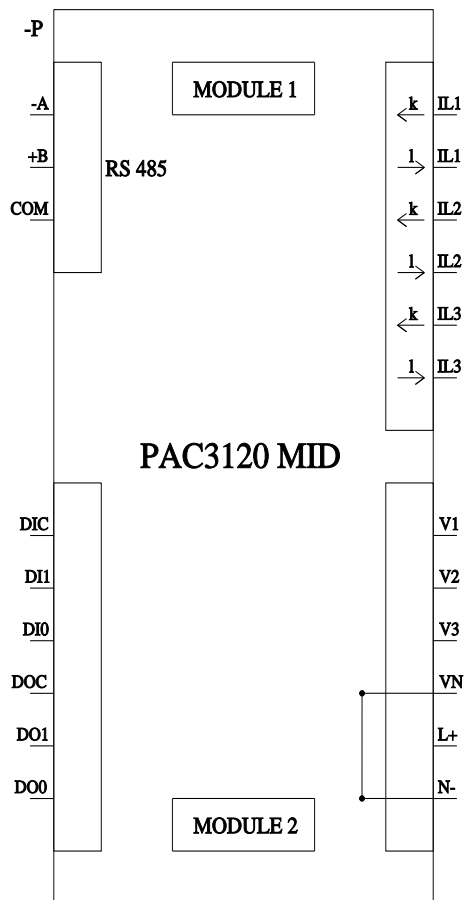 -P
MODULE 1
-A
+B
COM
RS 485
k IL1
l IL1
k IL2
l IL2
k IL3
l IL3
PAC3120 MID
DIC
DI1
DI0
DOC
DO1
DO0
V1
V2
V3
VN
L+
N-
MODULE 2